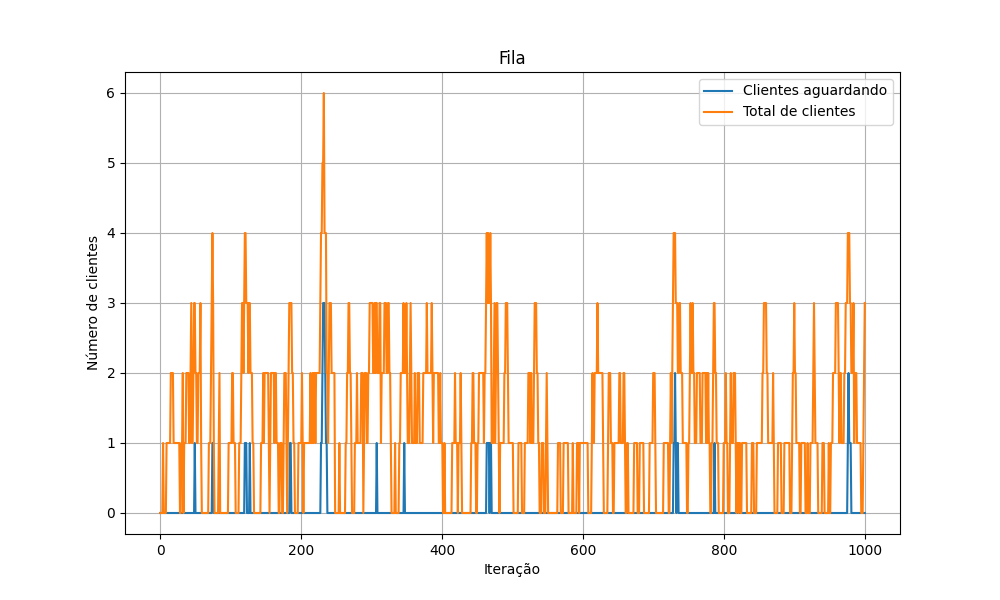 Fila
Clientes aguardando
Total de clientes
Número de clientes
6
5
4
3
2
1
0
0 200 400 600 800 1000
Iteração